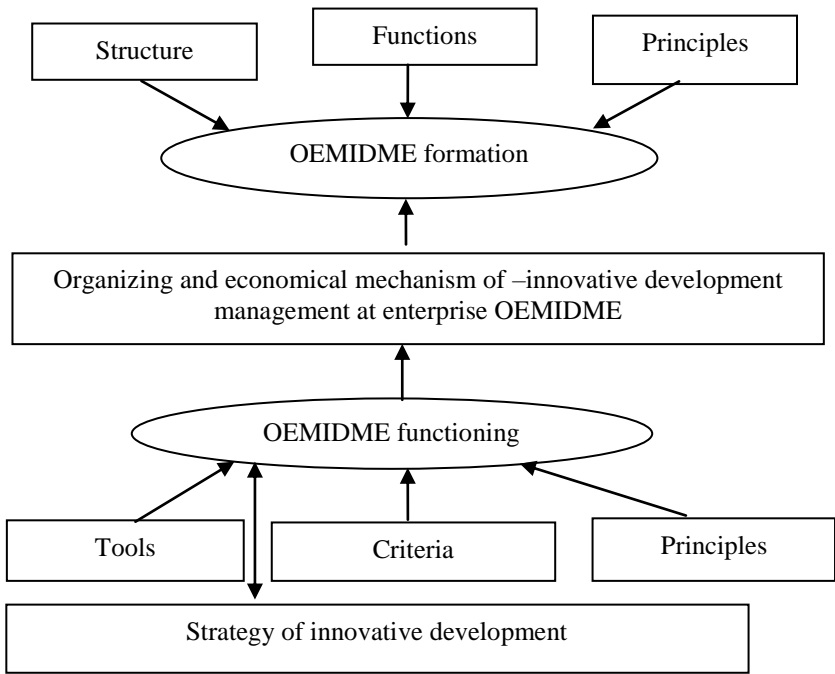 Structure
Functions
Principles
OEMIDME formation
Organizing and economical mechanism of –innovative development
management at enterprise OEMIDME
OEMIDME functioning
Tools
Criteria
Principles
Strategy of innovative development